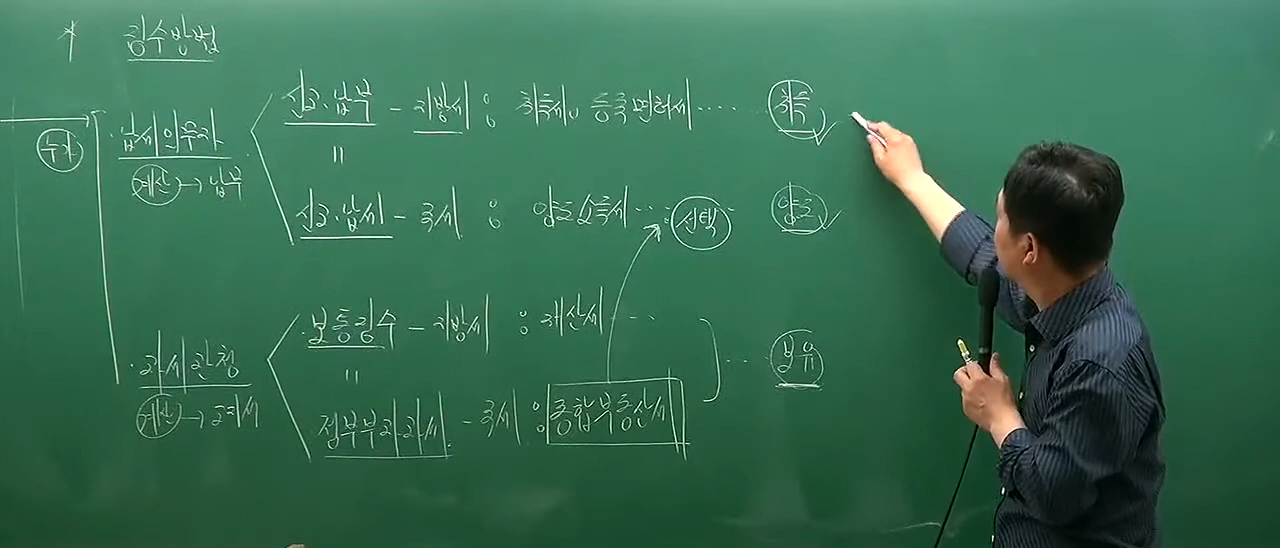 * 징수방법
누가
· 납세의무자
계산 → 납부
신고·납부 – 지방세 : 취득세, 등록면허세 ····· 취득 ✓
"
신고·납세 – 국세 : 양도소득세 ··· 선택 ·· 양도 ✓
· 과세관청
계산 → 고지서
· 보통징수 – 지방세 : 재산세 ···
"
정부부과과세. – 국세 : 종합부동산세
··· 보유